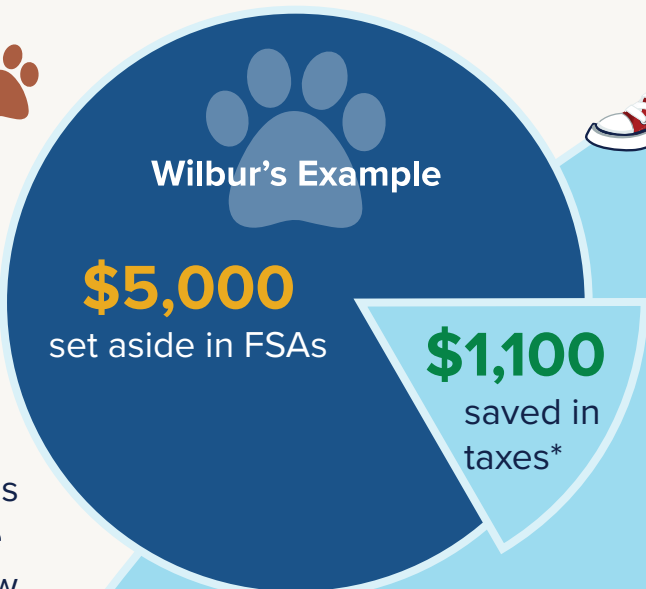 Wilbur's Example
$5,000
set aside in FSAs
$1,100
saved in
taxes*